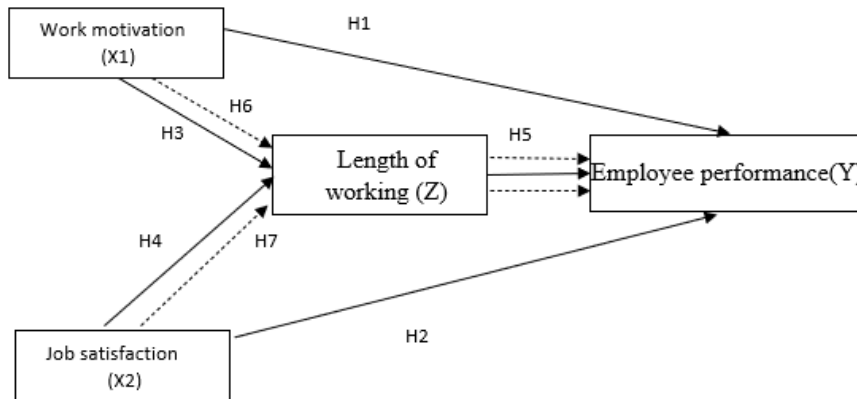 Work motivation
(X1)
H1
H6
H3
H5
Length of
working (Z)
Employee performance(Y)
H4
H7
H2
Job satisfaction
(X2)